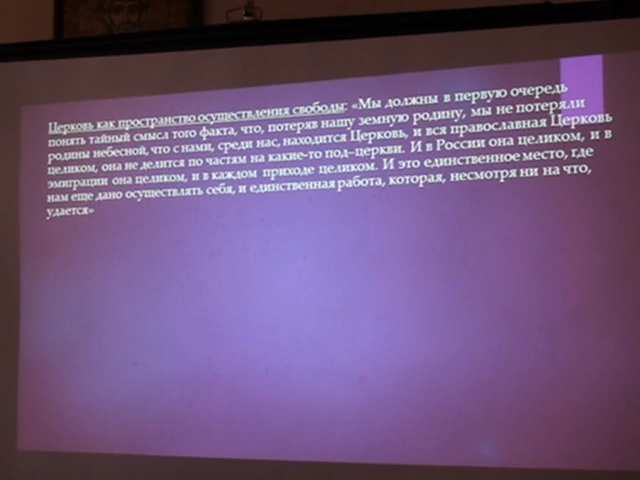 Церковь как пространство осуществления свободы: «Мы должны в первую очередь
понять тайный смысл того факта, что, потеряв нашу земную родину, мы не потеряли
родины небесной, что с нами, среди нас, находится Церковь, и вся православная Церковь
целиком, она не делится по частям на какие-то под–церкви. И в России она целиком, и в
эмиграции она целиком, и в каждом приходе целиком. И это единственное место, где
нам еще дано осуществлять себя, и единственная работа, которая, несмотря ни на что,
удается»